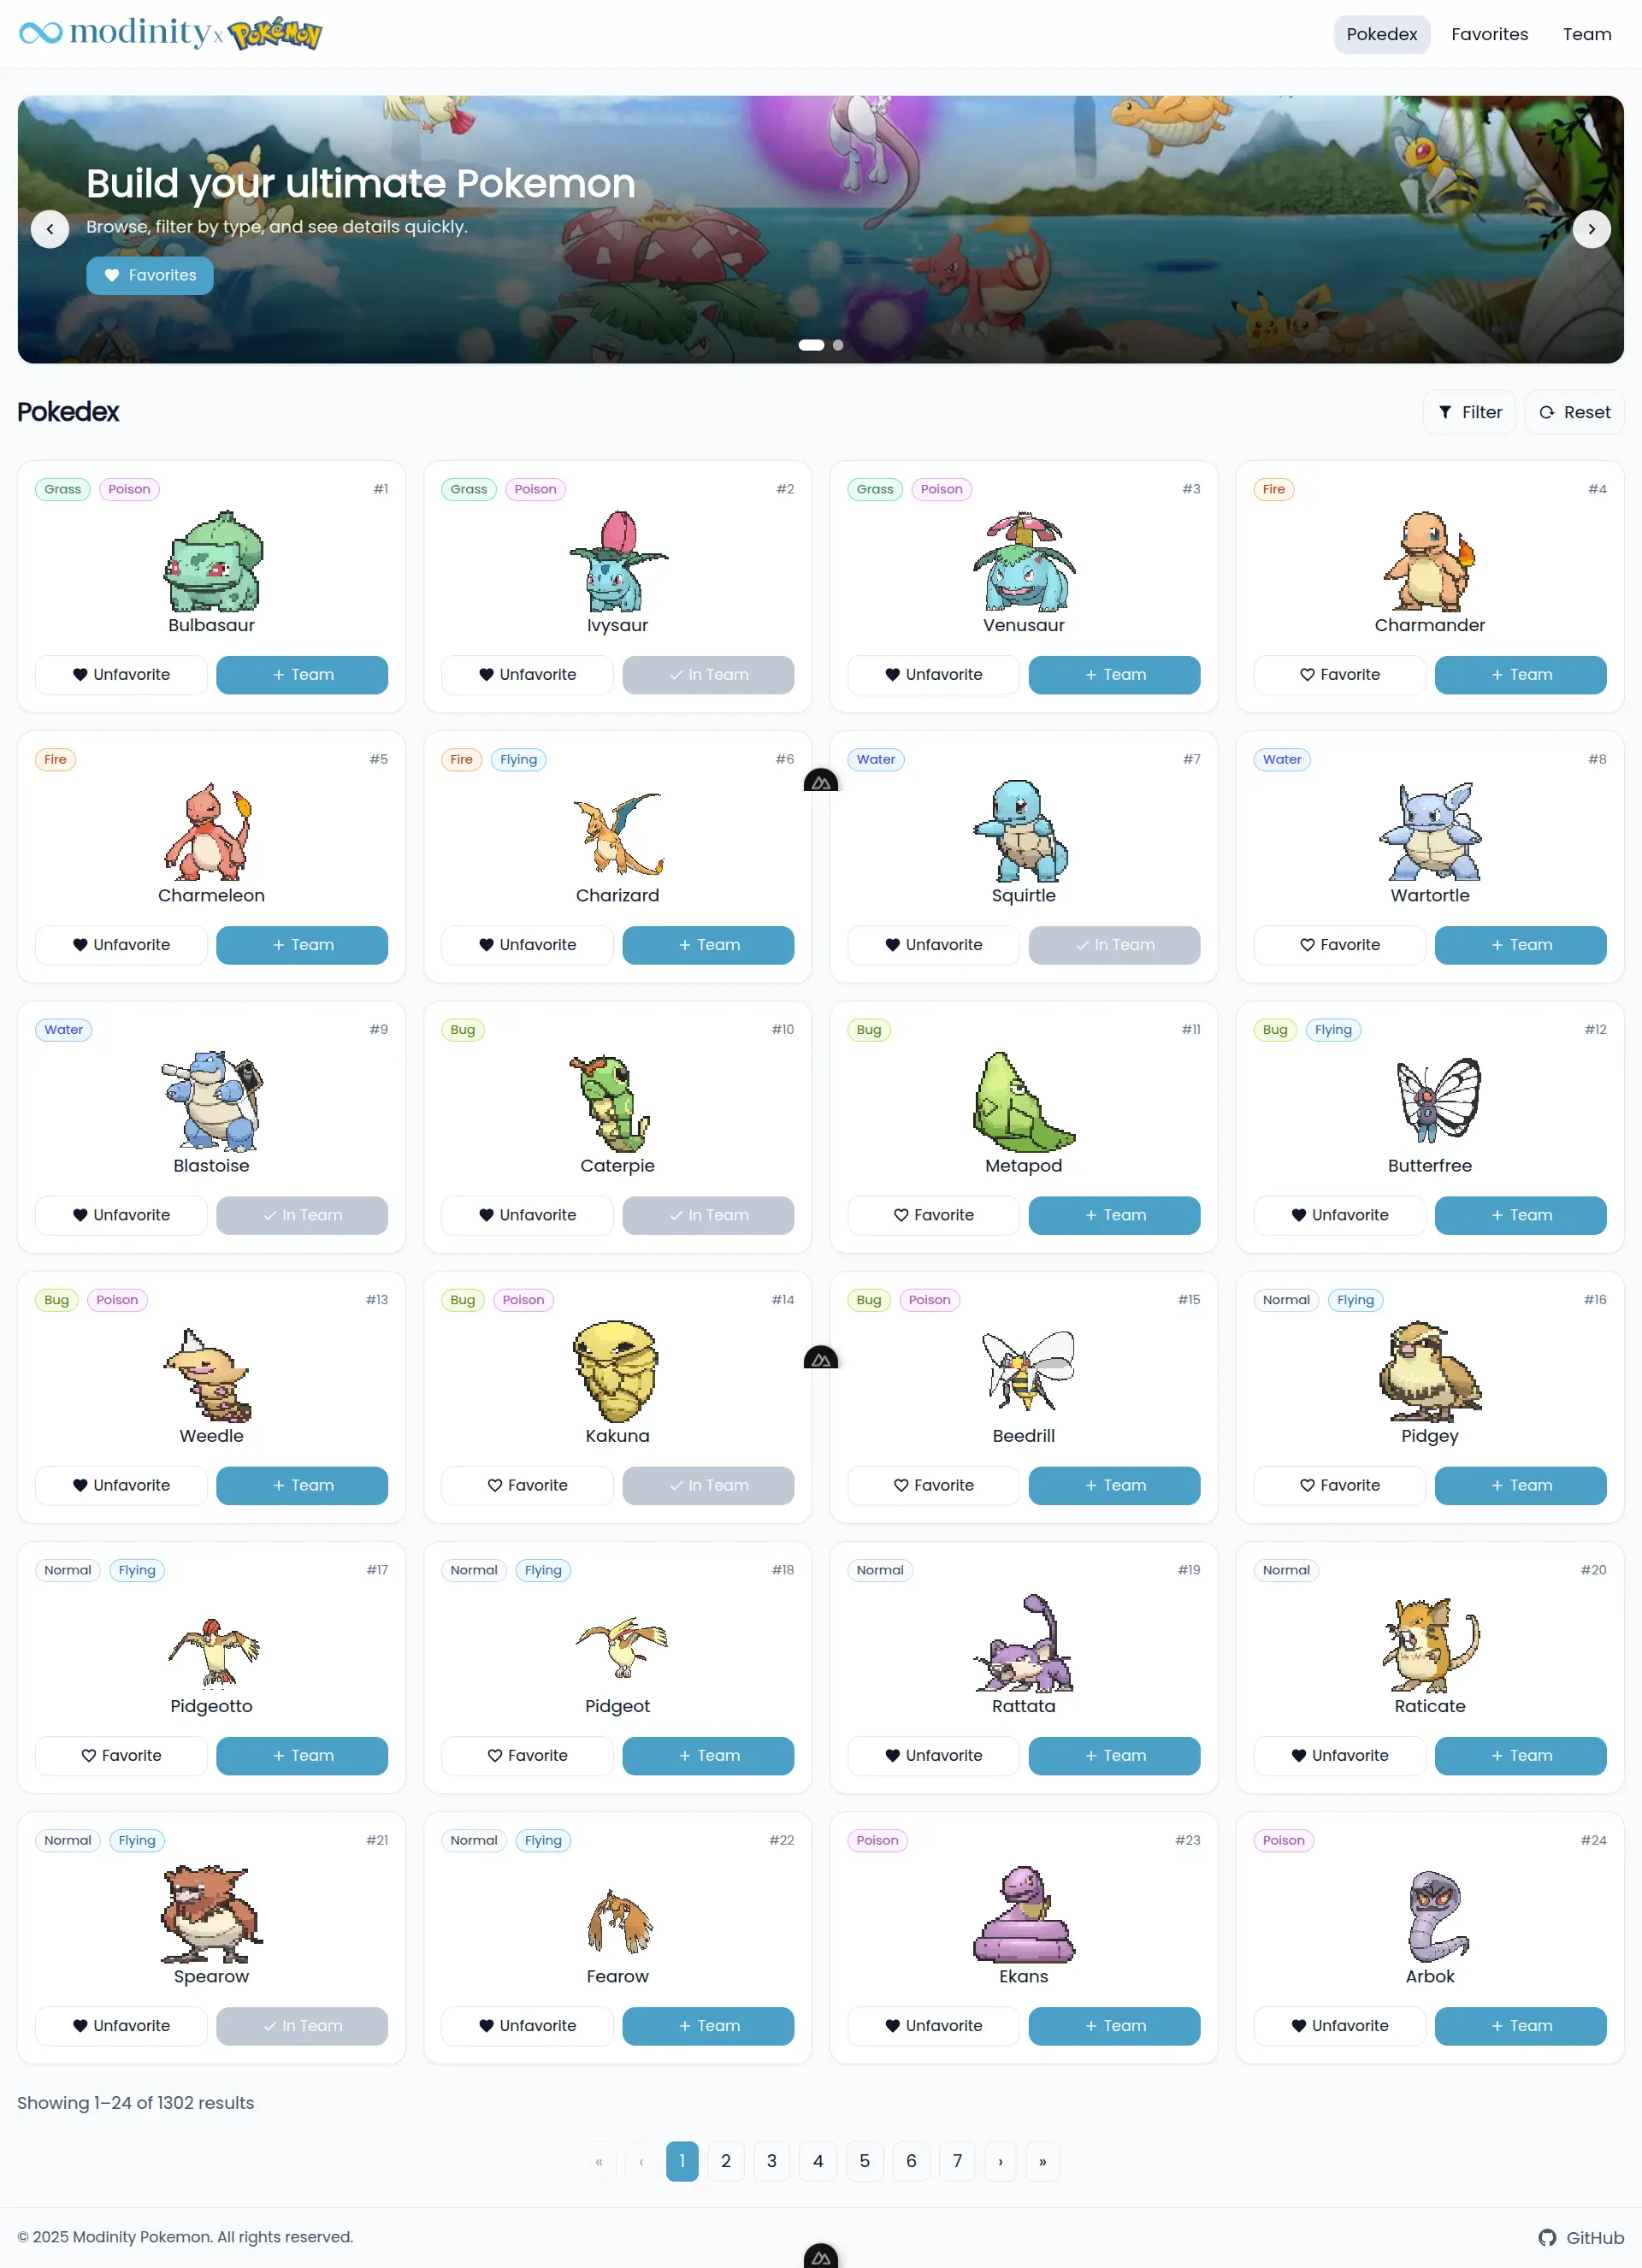 modinity x Pokémon
Pokedex Favorites Team
Build your ultimate Pokemon
Browse, filter by type, and see details quickly.
Favorites
Pokedex
Filter Reset
Grass Poison #1
Bulbasaur
Unfavorite + Team
Grass Poison #2
Ivysaur
Unfavorite ✓ In Team
Grass Poison #3
Venusaur
Unfavorite + Team
Fire #4
Charmander
Favorite + Team
Fire #5
Charmeleon
Unfavorite + Team
Fire Flying #6
Charizard
Unfavorite + Team
Water #7
Squirtle
Unfavorite ✓ In Team
Water #8
Wartortle
Favorite + Team
Water #9
Blastoise
Unfavorite ✓ In Team
Bug #10
Caterpie
Unfavorite ✓ In Team
Bug #11
Metapod
Favorite + Team
Bug Flying #12
Butterfree
Unfavorite + Team
Bug Poison #13
Weedle
Unfavorite + Team
Bug Poison #14
Kakuna
Favorite ✓ In Team
Bug Poison #15
Beedrill
Favorite + Team
Normal Flying #16
Pidgey
Favorite + Team
Normal Flying #17
Pidgeotto
Favorite + Team
Normal Flying #18
Pidgeot
Favorite + Team
Normal #19
Rattata
Unfavorite + Team
Normal #20
Raticate
Unfavorite + Team
Normal Flying #21
Spearow
Unfavorite ✓ In Team
Normal Flying #22
Fearow
Unfavorite + Team
Poison #23
Ekans
Unfavorite + Team
Poison #24
Arbok
Unfavorite + Team
Showing 1–24 of 1302 results
« ‹ 1 2 3 4 5 6 7 › »
© 2025 Modinity Pokemon. All rights reserved. GitHub